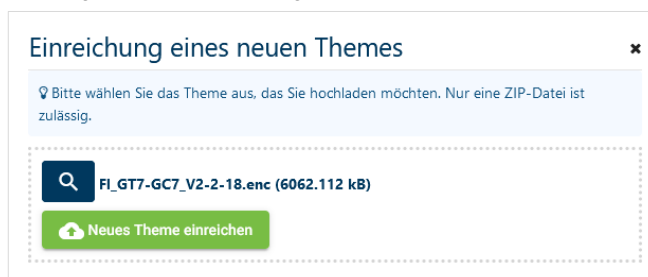 Einreichung eines neuen Themes
Bitte wählen Sie das Theme aus, das Sie hochladen möchten. Nur eine ZIP-Datei ist
zulässig.
FI_GT7-GC7_V2-2-18.enc (6062.112 kB)
Neues Theme einreichen